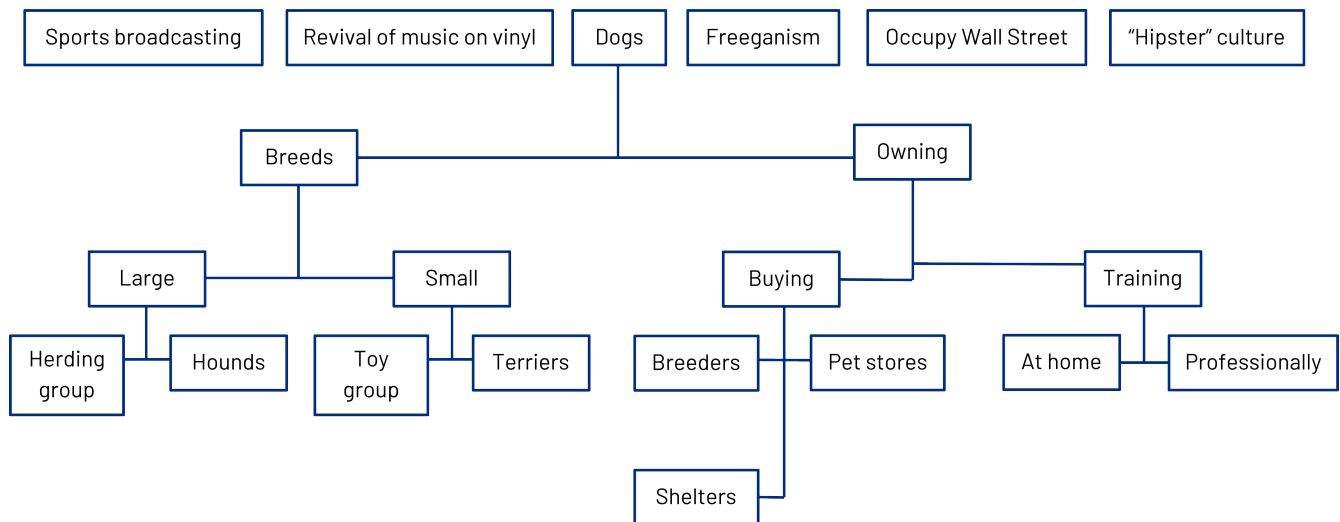 Sports broadcasting
Revival of music on vinyl
Dogs
Freeganism
Occupy Wall Street
“Hipster” culture
Breeds
Owning
Large
Small
Buying
Training
Herding
group
Hounds
Toy
group
Terriers
Breeders
Pet stores
At home
Professionally
Shelters